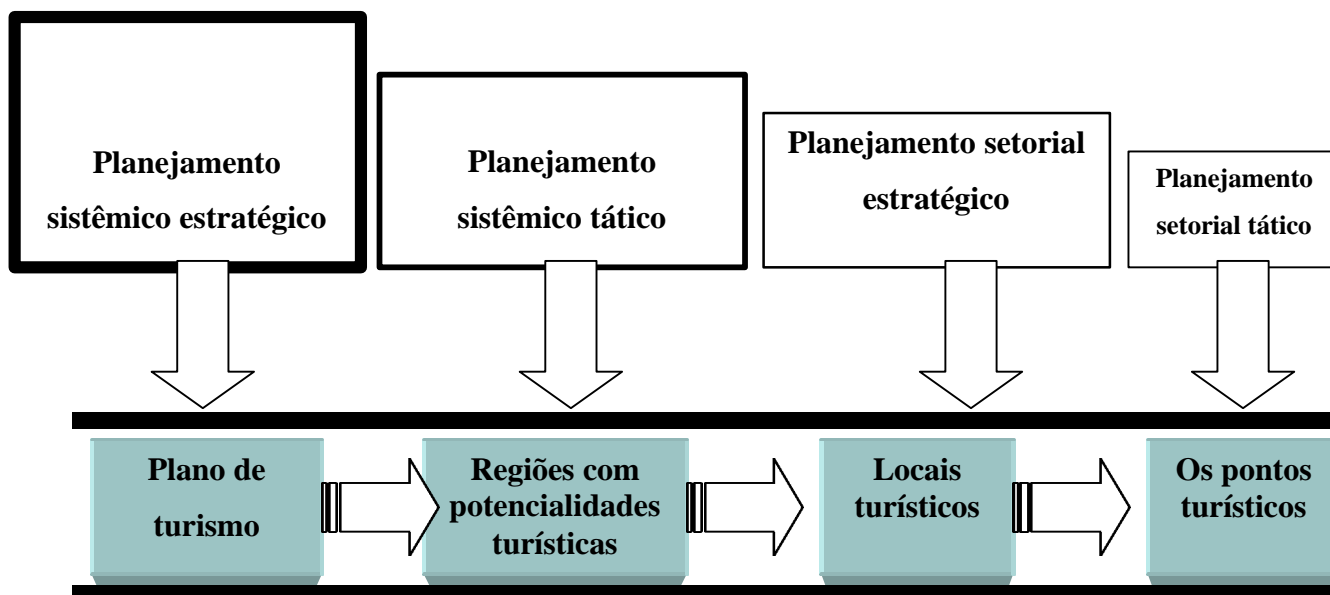 Planejamento
sistêmico estratégico
Planejamento
sistêmico tático
Planejamento setorial
estratégico
Planejamento
setorial tático
Plano de
turismo
Regiões com
potencialidades
turísticas
Locais
turísticos
Os pontos
turísticos